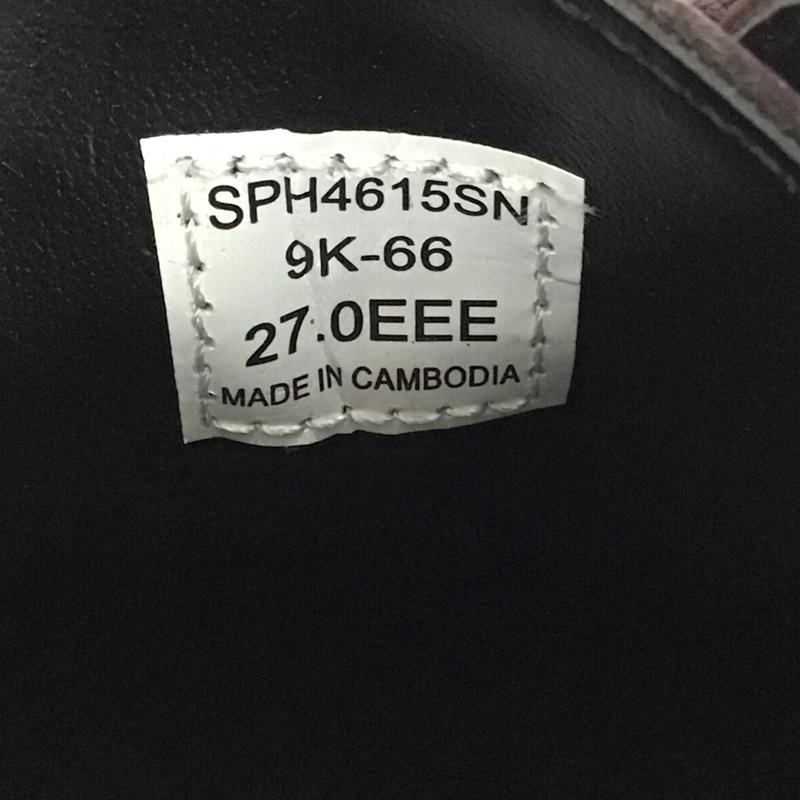 SPH4615SN
9K-66
27.0EEE
MADE IN CAMBODIA